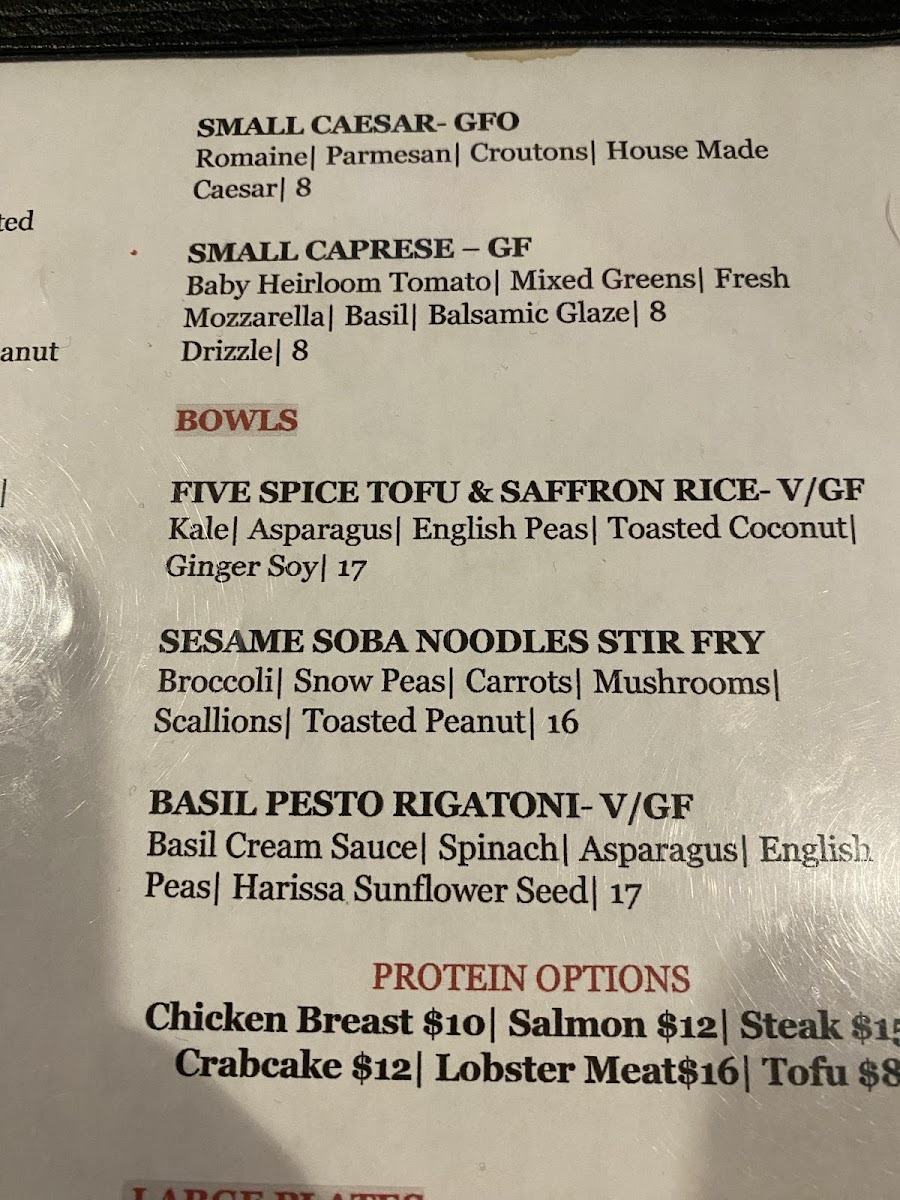 SMALL CAESAR- GFO
Romaine| Parmesan| Croutons| House Made
Caesar| 8
SMALL CAPRESE – GF
Baby Heirloom Tomato| Mixed Greens| Fresh
Mozzarella| Basil| Balsamic Glaze| 8
Drizzle| 8
BOWLS
FIVE SPICE TOFU & SAFFRON RICE- V/GF
Kale| Asparagus| English Peas| Toasted Coconut|
Ginger Soy| 17
SESAME SOBA NOODLES STIR FRY
Broccoli| Snow Peas| Carrots| Mushrooms|
Scallions| Toasted Peanut| 16
BASIL PESTO RIGATONI- V/GF
Basil Cream Sauce| Spinach| Asparagus| English
Peas| Harissa Sunflower Seed| 17
PROTEIN OPTIONS
Chicken Breast $10| Salmon $12| Steak $15
Crabcake $12| Lobster Meat$16| Tofu $8
LARGE PLATES